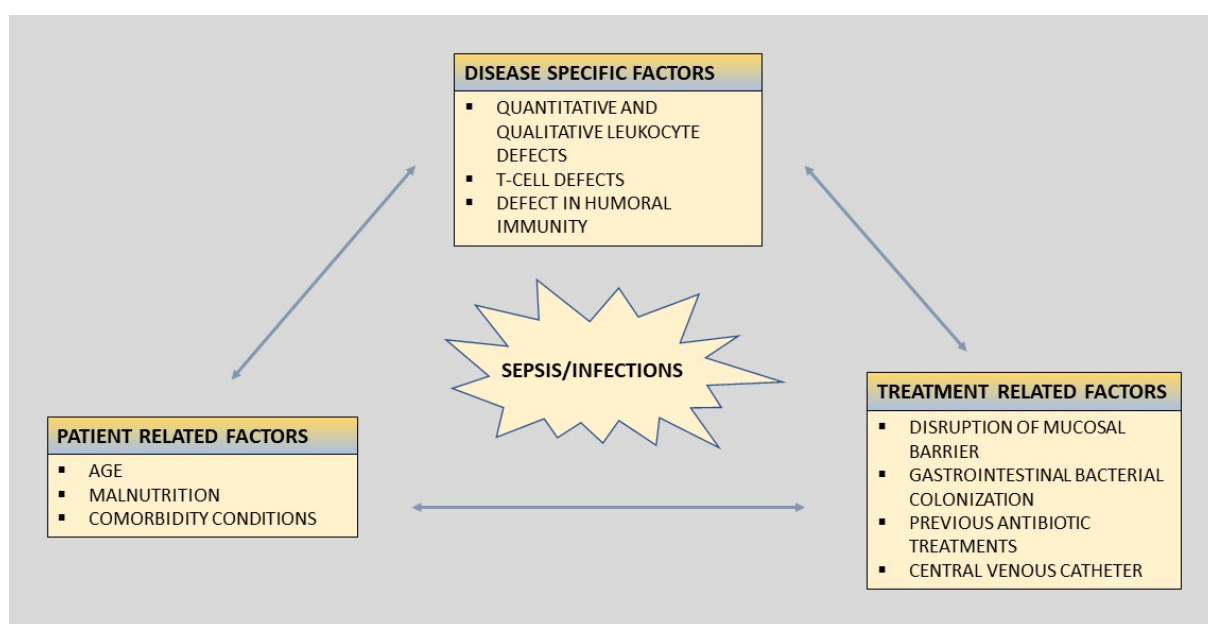 DISEASE SPECIFIC FACTORS
▪ QUANTITATIVE AND
QUALITATIVE LEUKOCYTE
DEFECTS
▪ T-CELL DEFECTS
▪ DEFECT IN HUMORAL
IMMUNITY
SEPSIS/INFECTIONS
PATIENT RELATED FACTORS
▪ AGE
▪ MALNUTRITION
▪ COMORBIDITY CONDITIONS
TREATMENT RELATED FACTORS
▪ DISRUPTION OF MUCOSAL
BARRIER
▪ GASTROINTESTINAL BACTERIAL
COLONIZATION
▪ PREVIOUS ANTIBIOTIC
TREATMENTS
▪ CENTRAL VENOUS CATHETER